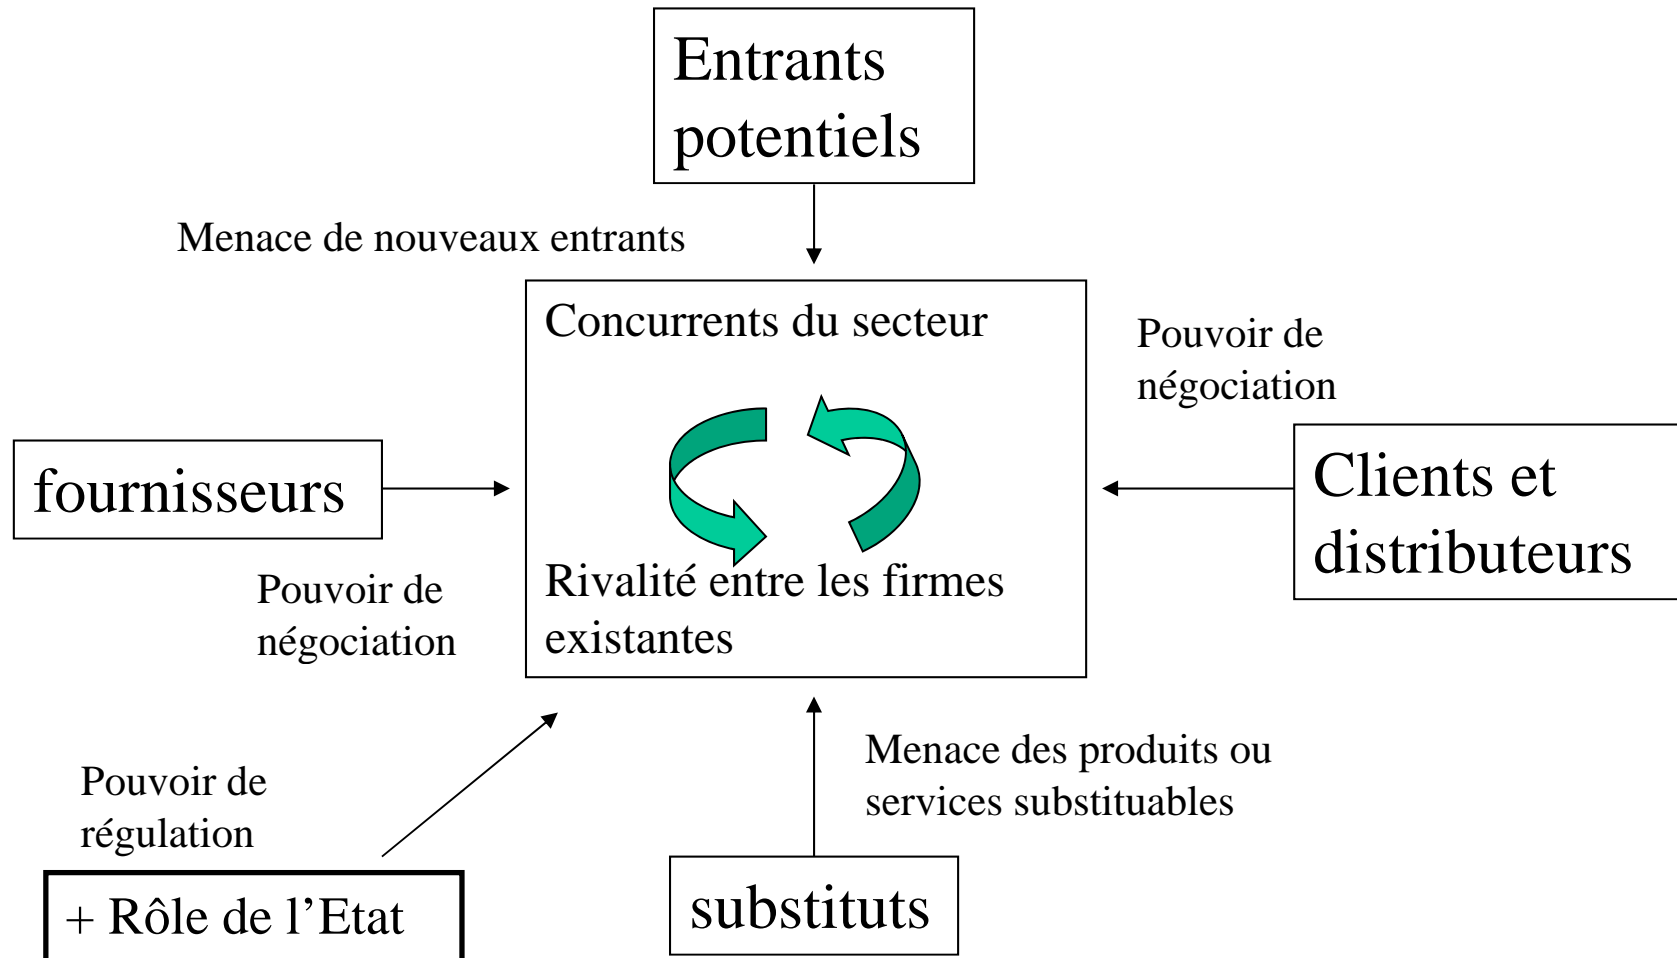 Entrants
potentiels
Menace de nouveaux entrants
Concurrents du secteur
Pouvoir de
négociation
fournisseurs
Clients et
distributeurs
Pouvoir de
négociation
Rivalité entre les firmes
existantes
Pouvoir de
régulation
Menace des produits ou
services substituables
+ Rôle de l’Etat
substituts